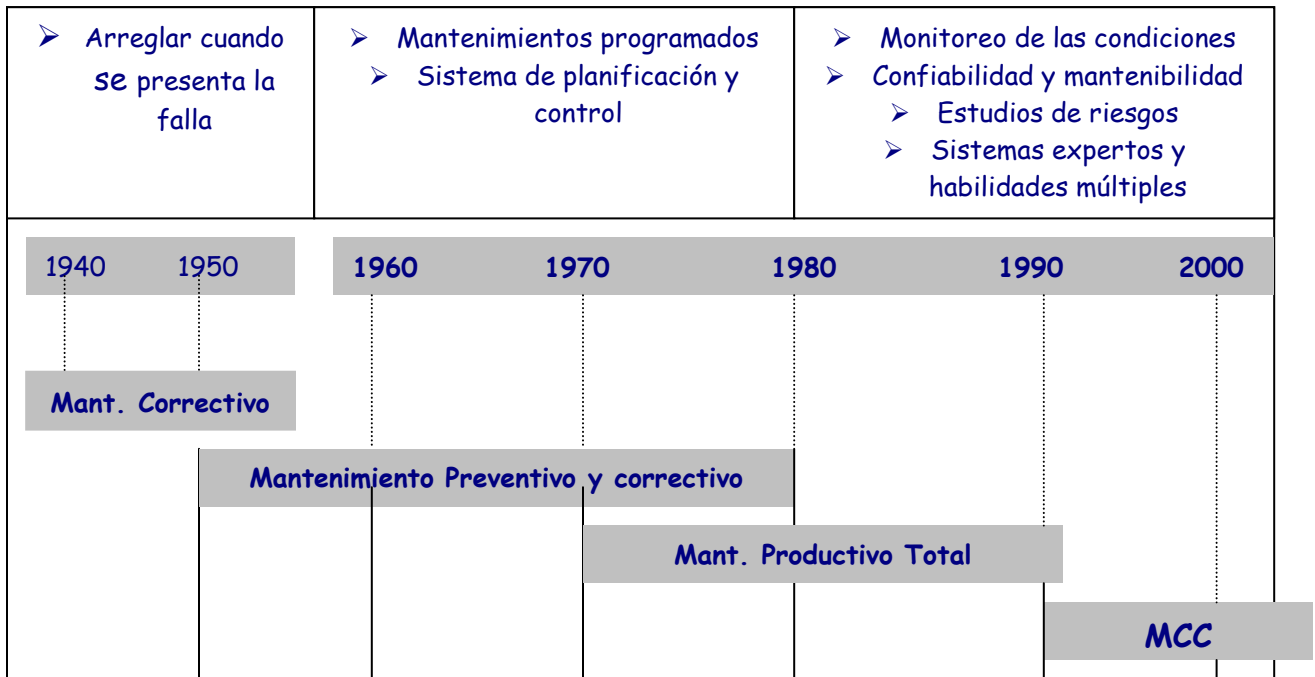 ➢ Arreglar cuando
se presenta la
falla
➢ Mantenimientos programados
➢ Sistema de planificación y
control
➢ Monitoreo de las condiciones
➢ Confiabilidad y mantenibilidad
➢ Estudios de riesgos
➢ Sistemas expertos y
habilidades múltiples
1940 1950 1960 1970 1980 1990 2000
Mant. Correctivo
Mantenimiento Preventivo y correctivo
Mant. Productivo Total
MCC